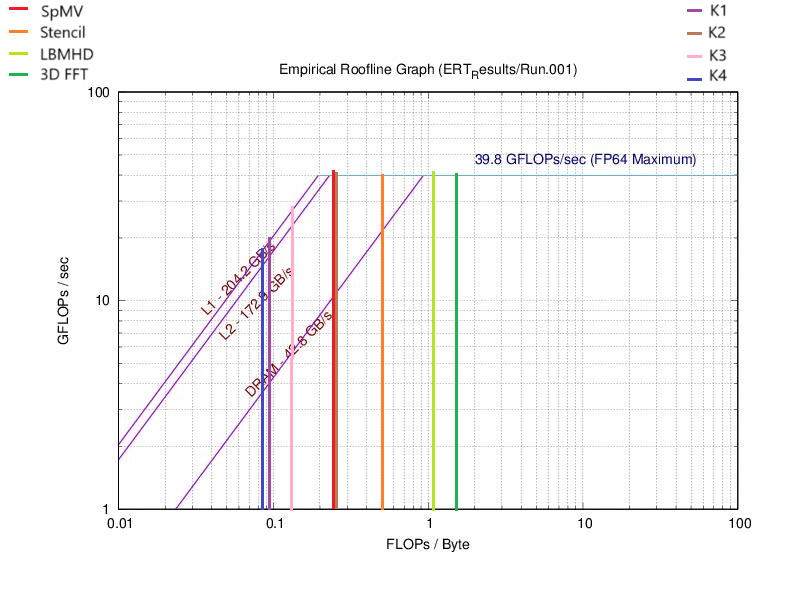 SpMV
Stencil
LBMHD
3D FFT
K1
K2
K3
K4
Empirical Roofline Graph (ERT_Results/Run.001)
100
10
1
GFLOPs / sec
39.8 GFLOPs/sec (FP64 Maximum)
L1 - 204.2 GB/s
L2 - 172.9 GB/s
DRAM - 42.8 GB/s
0.01
0.1
1
10
100
FLOPs / Byte